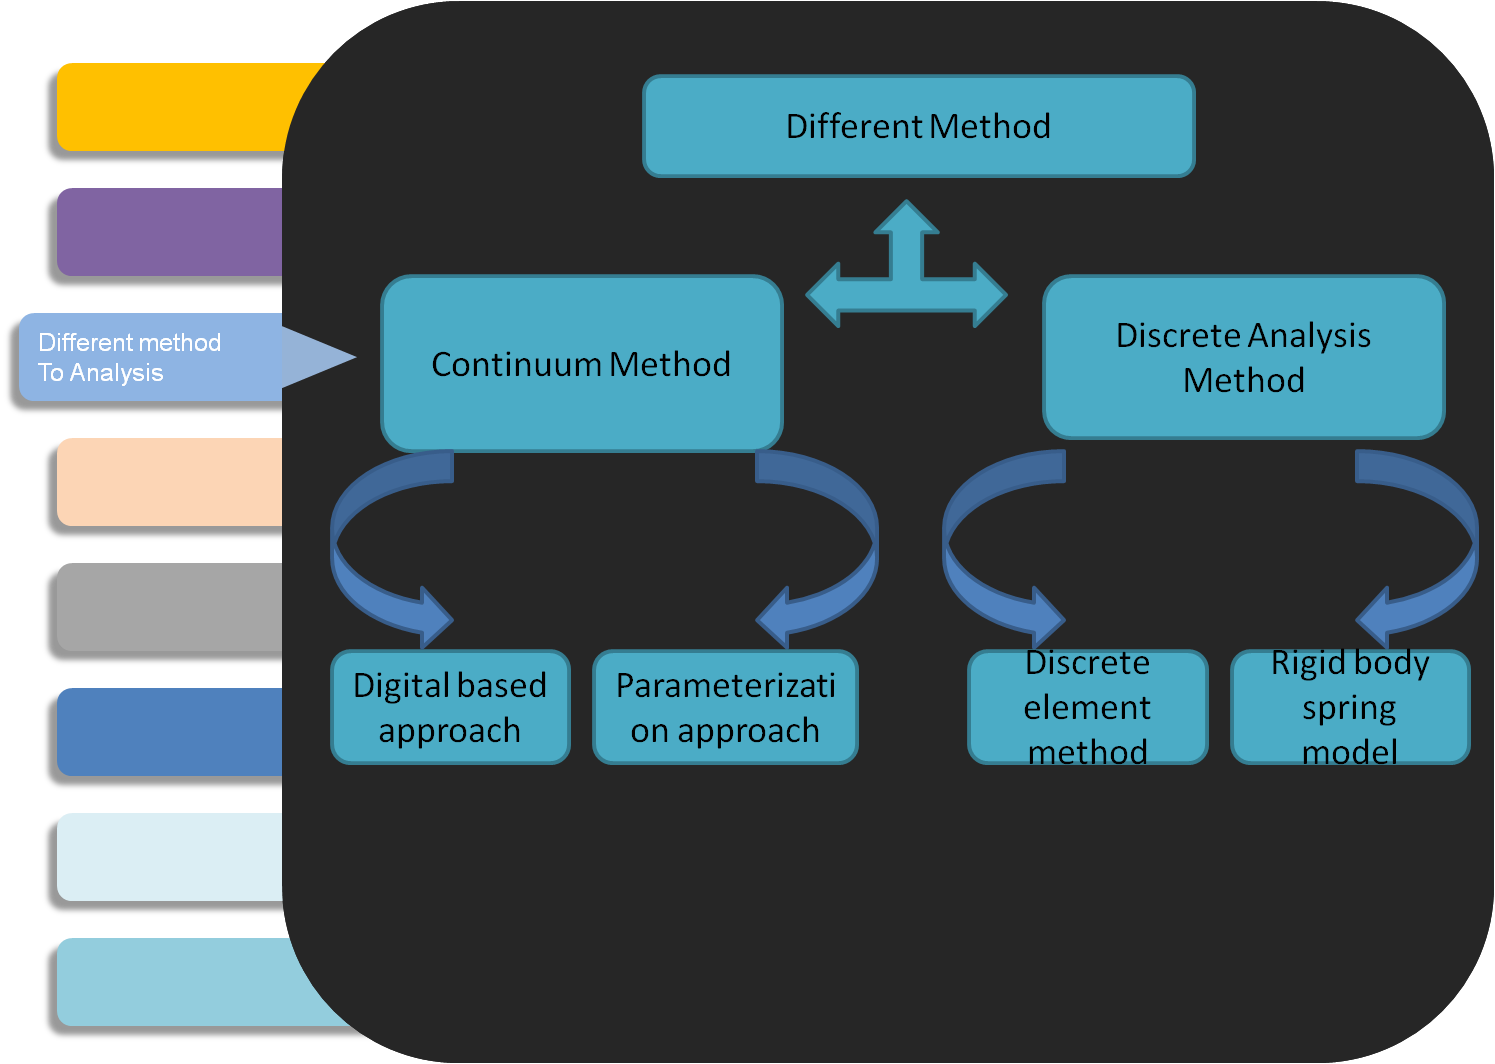 Different Method
Different method
To Analysis
Continuum Method
Discrete Analysis
Method
Digital based
approach
Parameterizati
on approach
Discrete
element
method
Rigid body
spring
model